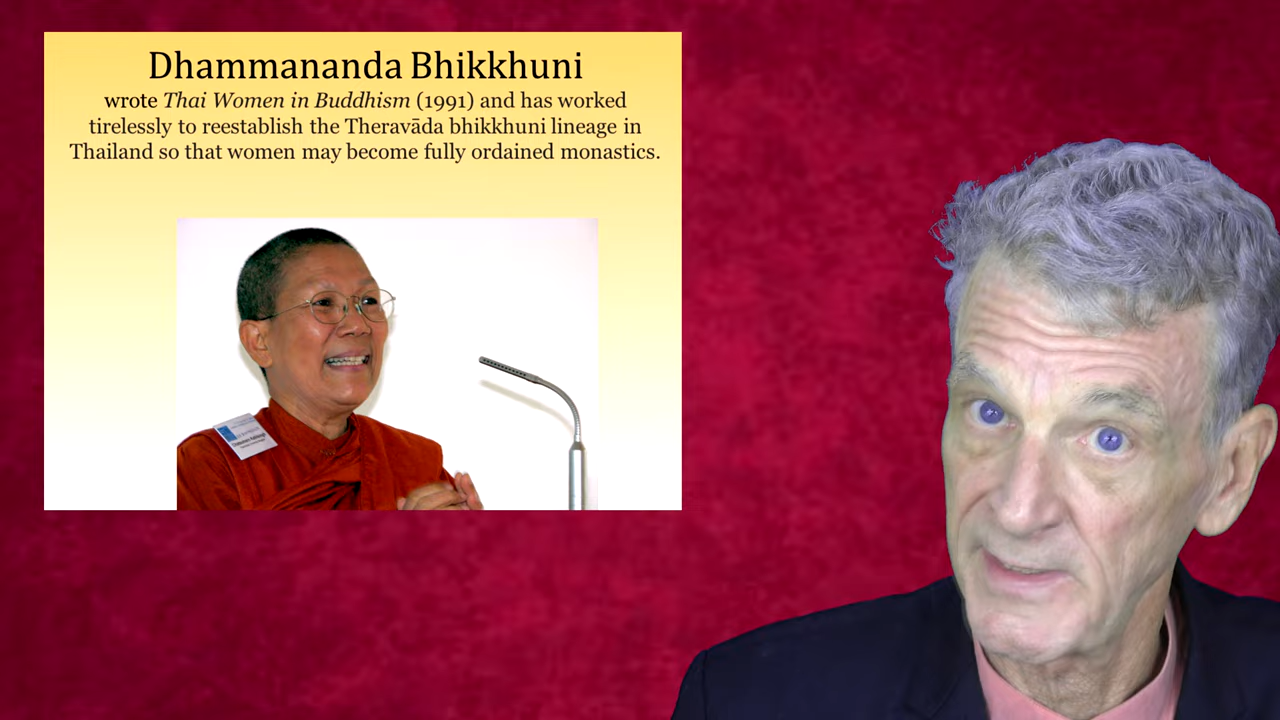 Dhammananda Bhikkhuni
wrote Thai Women in Buddhism (1991) and has worked
tirelessly to reestablish the Theravāda bhikkhuni lineage in
Thailand so that women may become fully ordained monastics.